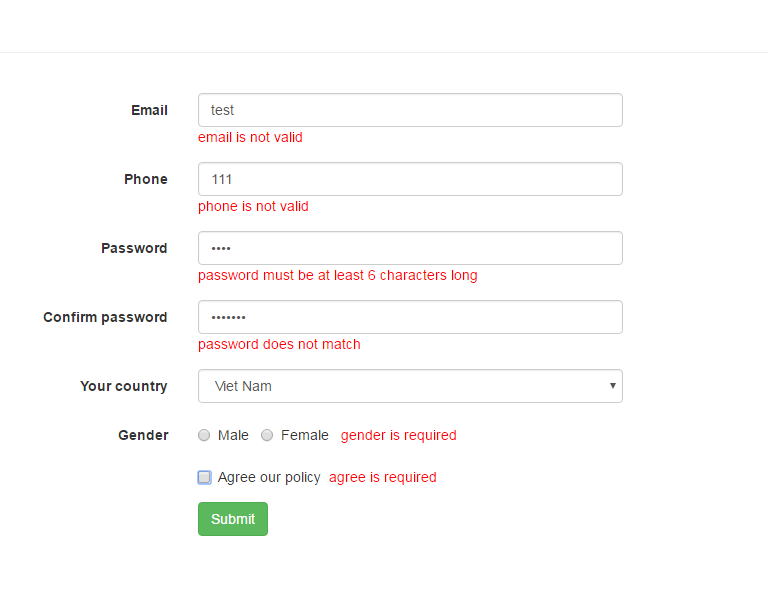 Email test
email is not valid
Phone 111
phone is not valid
Password ••••
password must be at least 6 characters long
Confirm password •••••••
password does not match
Your country Viet Nam
Gender Male Female gender is required
Agree our policy agree is required
Submit